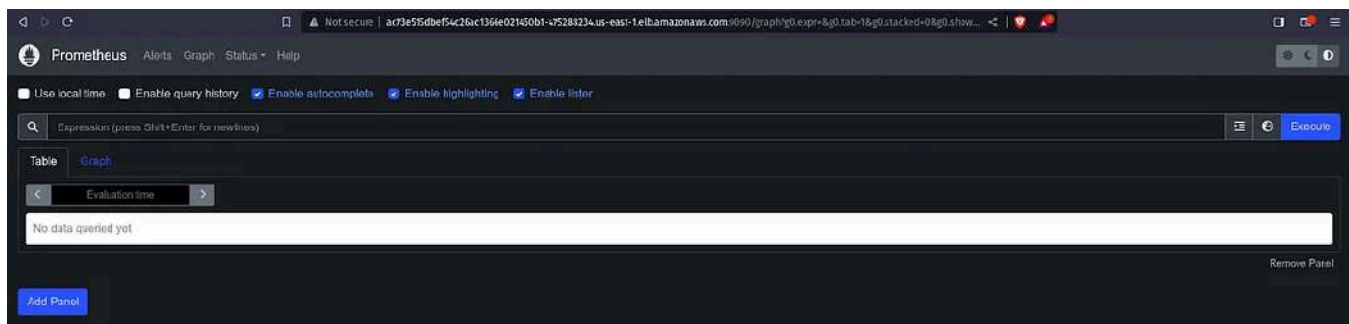 Not secure | ac73e515dbef54c26ac1366e021450b1-475288234.us-east-1.elb.amazonaws.com:9090/graph?g0.expr=&g0.tab=1&g0.stacked=0&g0.show...
Prometheus Alerts Graph Status Help
Use local time Enable query history Enable autocomplete Enable highlighting Enable linter
Expression (press Shift+Enter for newlines) Execute
Table Graph
< Evaluation time >
No data queried yet
Remove Panel
Add Panel